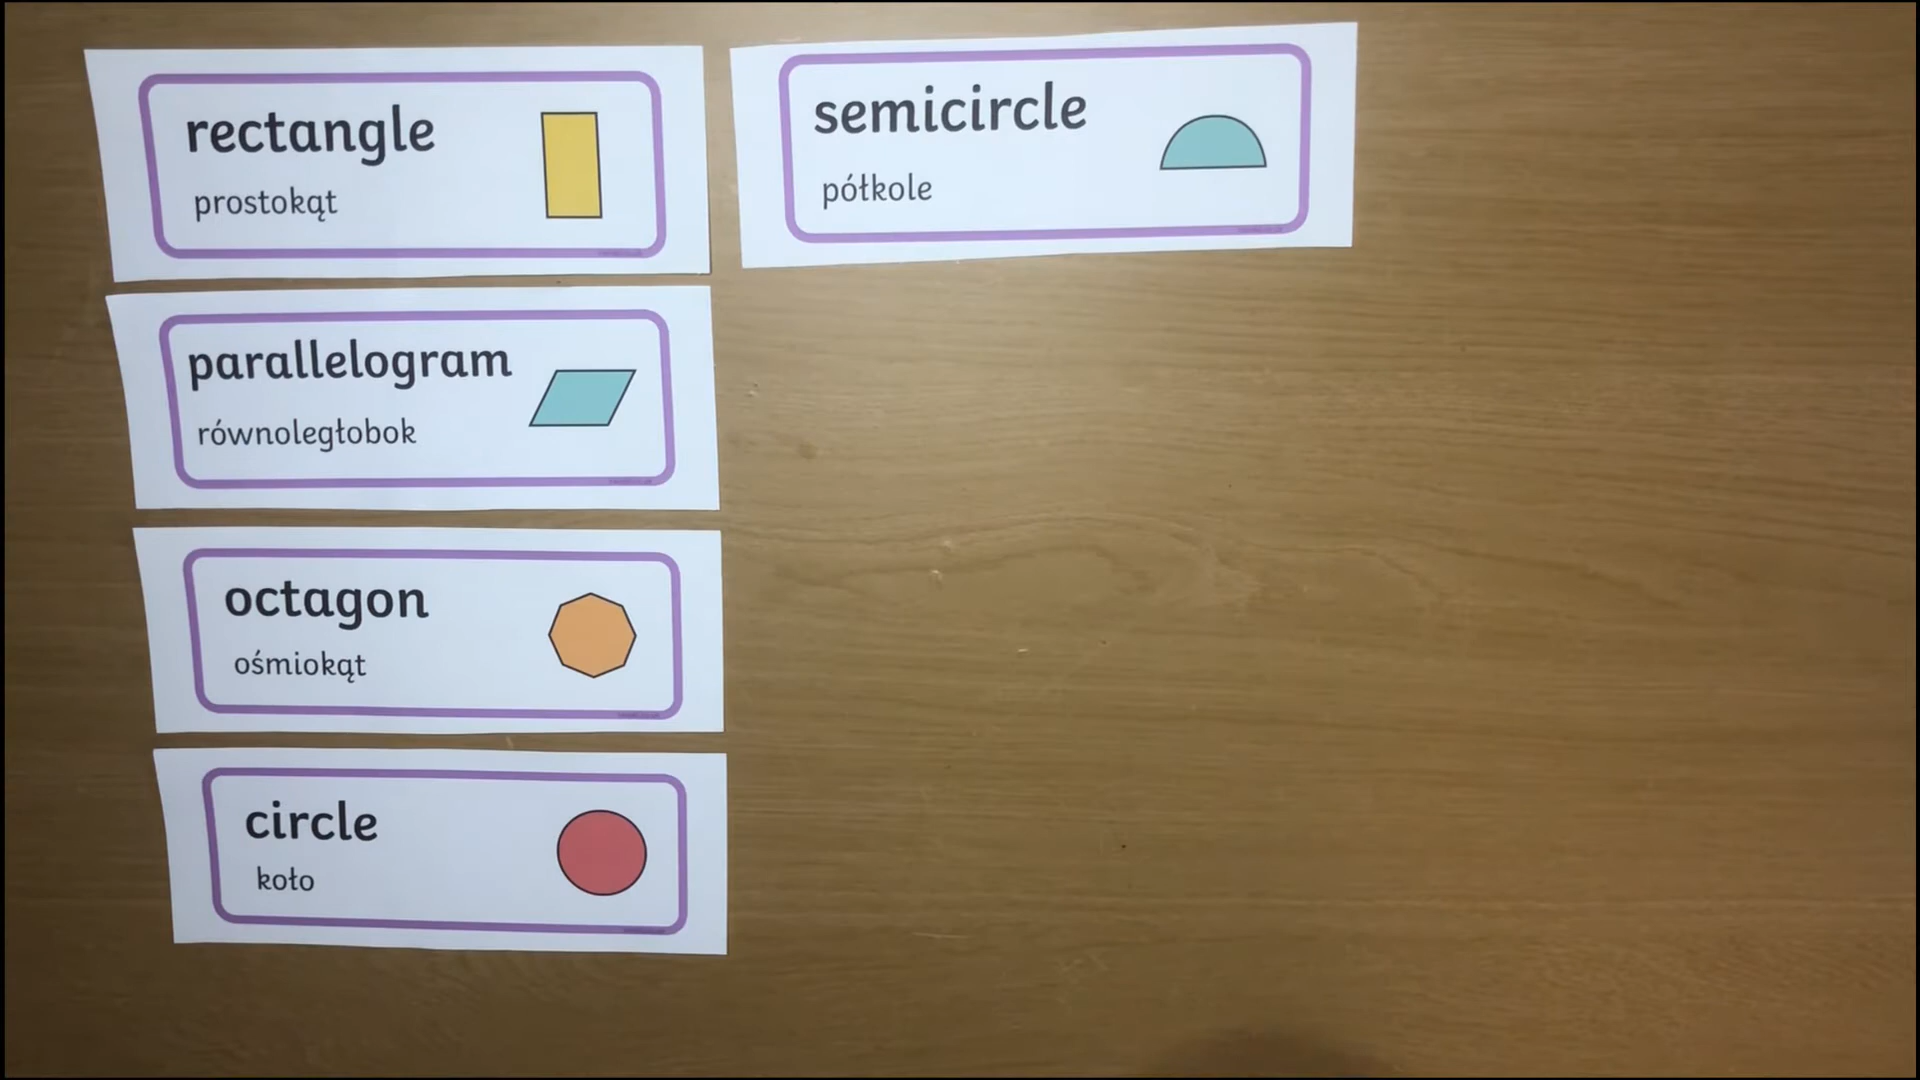 rectangle
prostokąt
parallelogram
równoległobok
octagon
ośmiokąt
circle
koło
semicircle
półkole